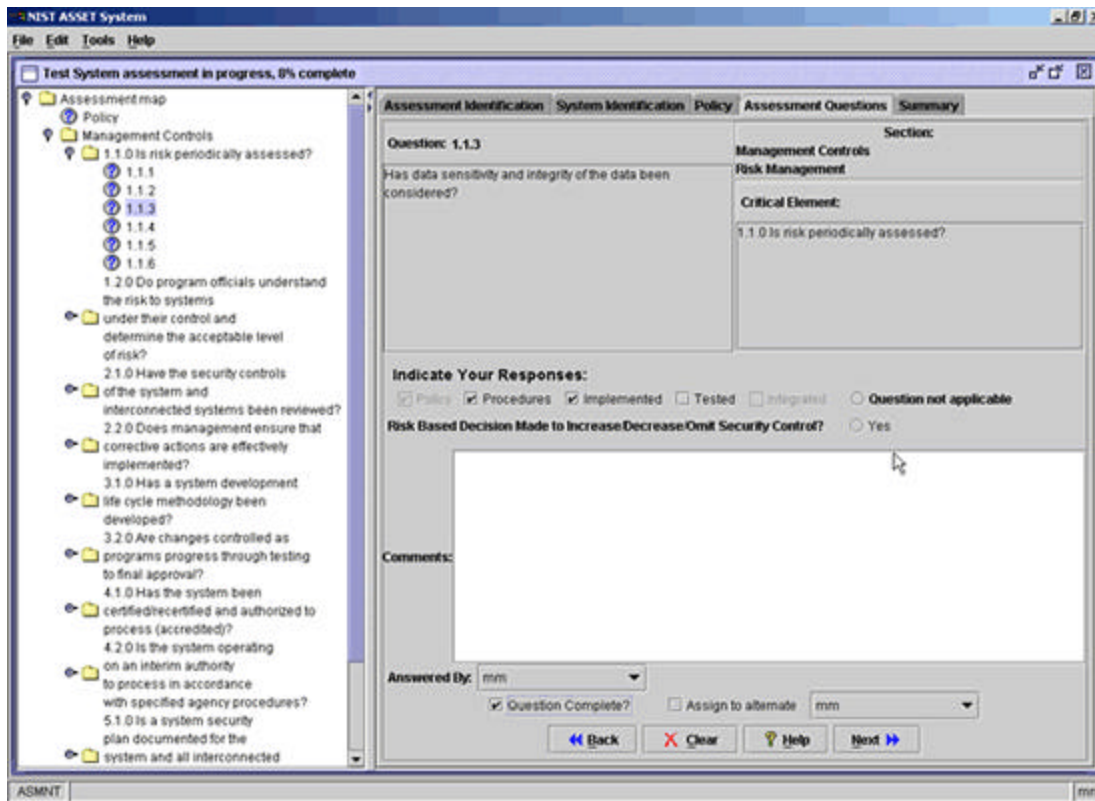 NIST ASSET System
File Edit Tools Help
Test System assessment in progress, 8% complete
Assessment map
Policy
Management Controls
1.1.0 Is risk periodically assessed?
1.1.1
1.1.2
1.1.3
1.1.4
1.1.5
1.1.6
1.2.0 Do program officials understand
the risk to systems
under their control and
determine the acceptable level
of risk?
2.1.0 Have the security controls
of the system and
interconnected systems been reviewed?
2.2.0 Does management ensure that
corrective actions are effectively
implemented?
3.1.0 Has a system development
life cycle methodology been
developed?
3.2.0 Are changes controlled as
programs progress through testing
to final approval?
4.1.0 Has the system been
certified/recertified and authorized to
process (accredited)?
4.2.0 Is the system operating
on an interim authority
to process in accordance
with specified agency procedures?
5.1.0 Is a system security
plan documented for the
system and all interconnected
Assessment Identification System Identification Policy Assessment Questions Summary
Question: 1.1.3
Has data sensitivity and integrity of the data been
considered?
Section:
Management Controls
Risk Management
Critical Element:
1.1.0 Is risk periodically assessed?
Indicate Your Responses:
Policy Procedures Implemented Tested Integrated Question not applicable
Risk Based Decision Made to Increase/Decrease/Omit Security Control? Yes
Comments:
Answered By: mm
Question Complete? Assign to alternate mm
Back Clear Help Next
ASMNT mm